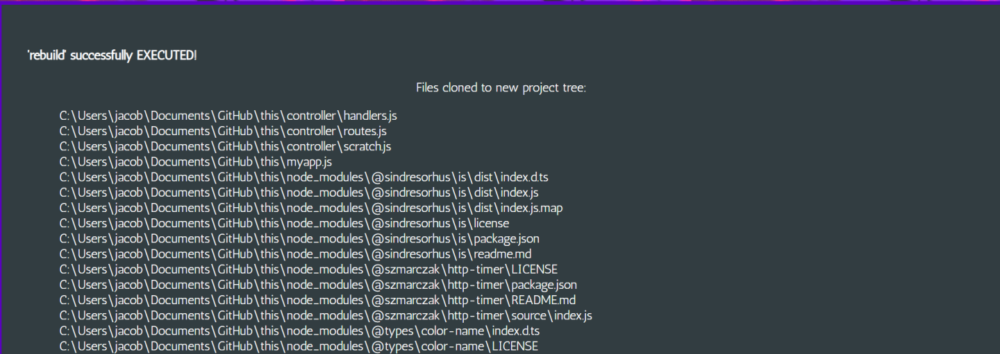 'rebuild' successfully EXECUTED!
Files cloned to new project tree:
C:\Users\jacob\Documents\GitHub\this\controller\handlers.js
C:\Users\jacob\Documents\GitHub\this\controller\routes.js
C:\Users\jacob\Documents\GitHub\this\controller\scratch.js
C:\Users\jacob\Documents\GitHub\this\myapp.js
C:\Users\jacob\Documents\GitHub\this\node_modules\@sindresorhus\is\dist\index.d.ts
C:\Users\jacob\Documents\GitHub\this\node_modules\@sindresorhus\is\dist\index.js
C:\Users\jacob\Documents\GitHub\this\node_modules\@sindresorhus\is\dist\index.js.map
C:\Users\jacob\Documents\GitHub\this\node_modules\@sindresorhus\is\license
C:\Users\jacob\Documents\GitHub\this\node_modules\@sindresorhus\is\package.json
C:\Users\jacob\Documents\GitHub\this\node_modules\@sindresorhus\is\readme.md
C:\Users\jacob\Documents\GitHub\this\node_modules\@szmarczak\http-timer\LICENSE
C:\Users\jacob\Documents\GitHub\this\node_modules\@szmarczak\http-timer\package.json
C:\Users\jacob\Documents\GitHub\this\node_modules\@szmarczak\http-timer\README.md
C:\Users\jacob\Documents\GitHub\this\node_modules\@szmarczak\http-timer\source\index.js
C:\Users\jacob\Documents\GitHub\this\node_modules\@types\color-name\index.d.ts
C:\Users\jacob\Documents\GitHub\this\node_modules\@types\color-name\LICENSE